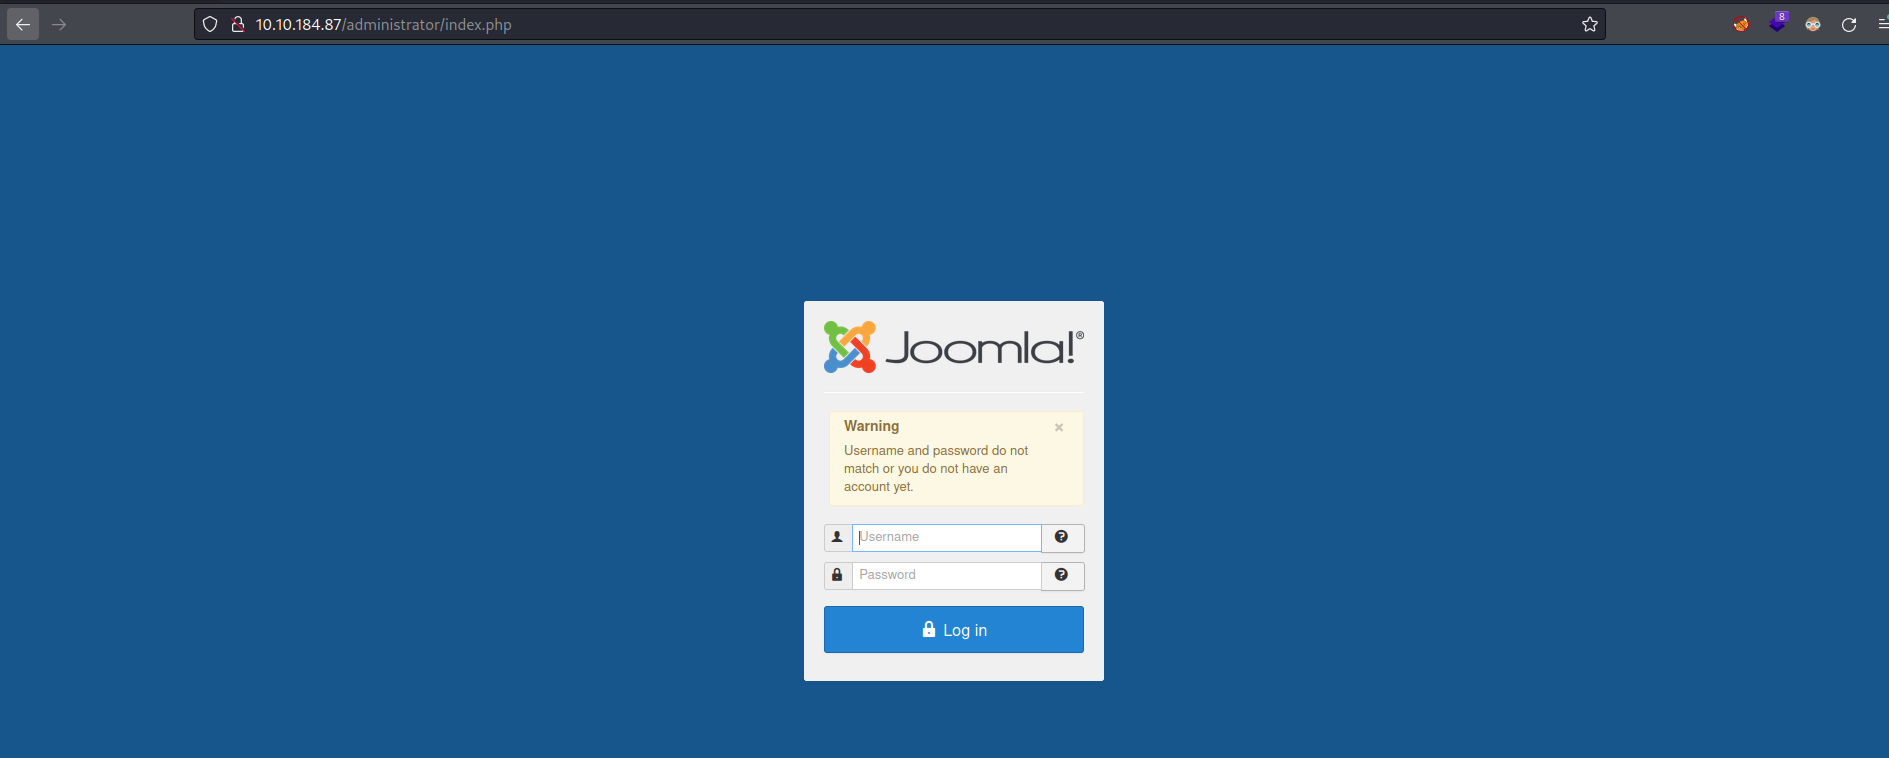 10.10.184.87/administrator/index.php
8
Joomla!®
Warning
×
Username and password do not
match or you do not have an
account yet.
Username
Password
Log in